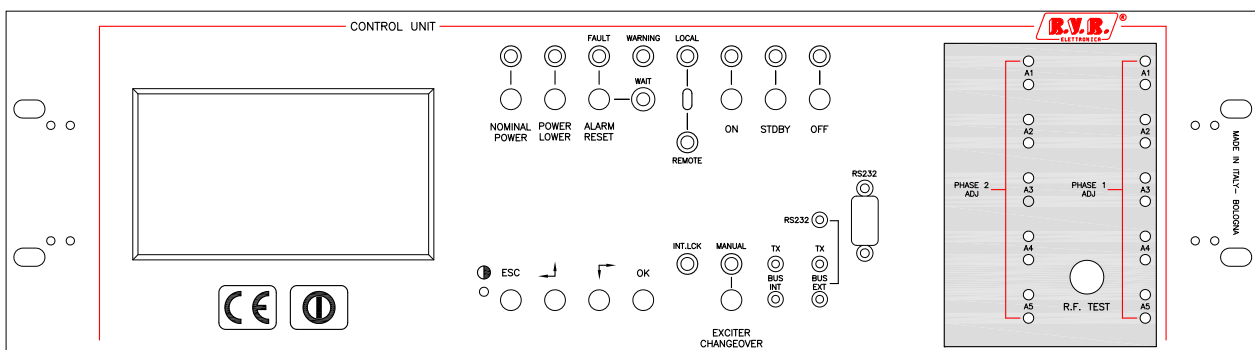 CONTROL UNIT
R.V.R.®
ELETTRONICA
FAULT
WARNING
LOCAL
WAIT
NOMINAL
POWER
POWER
LOWER
ALARM
RESET
REMOTE
ON
STDBY
OFF
RS232
RS232
ESC
OK
INT.LCK
MANUAL
TX
BUS
INT
TX
BUS
EXT
EXCITER
CHANGEOVER
CE
PHASE 2
ADJ
A1
A2
A3
A4
A5
PHASE 1
ADJ
A1
A2
A3
A4
A5
R.F. TEST
MADE IN ITALY- BOLOGNA